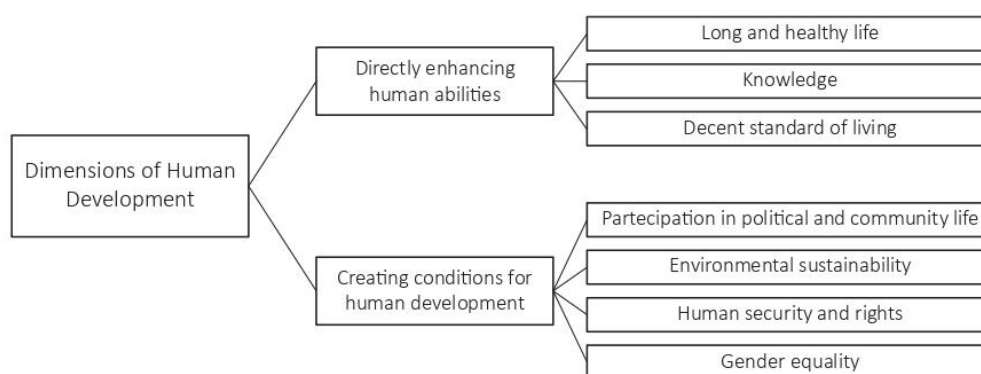 Dimensions of Human
Development
Directly enhancing
human abilities
Long and healthy life
Knowledge
Decent standard of living
Creating conditions for
human development
Partecipation in political and community life
Environmental sustainability
Human security and rights
Gender equality